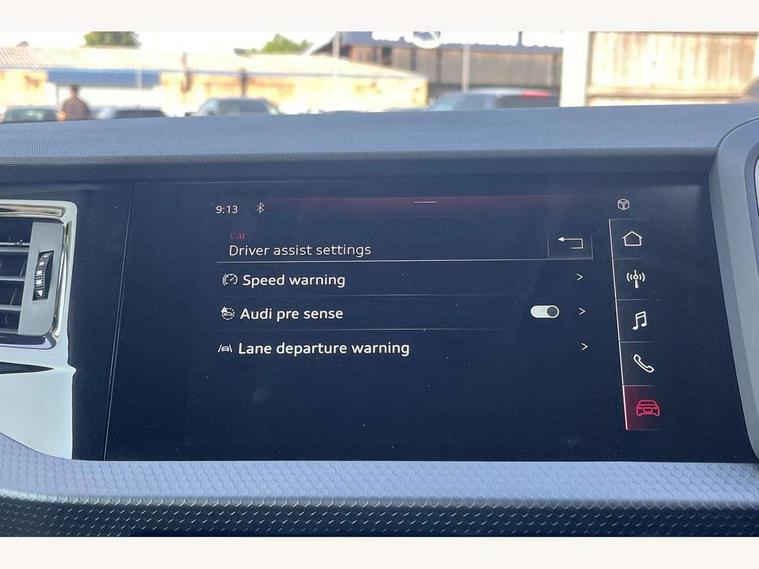 9:13
Car
Driver assist settings
Speed warning
Audi pre sense
Lane departure warning